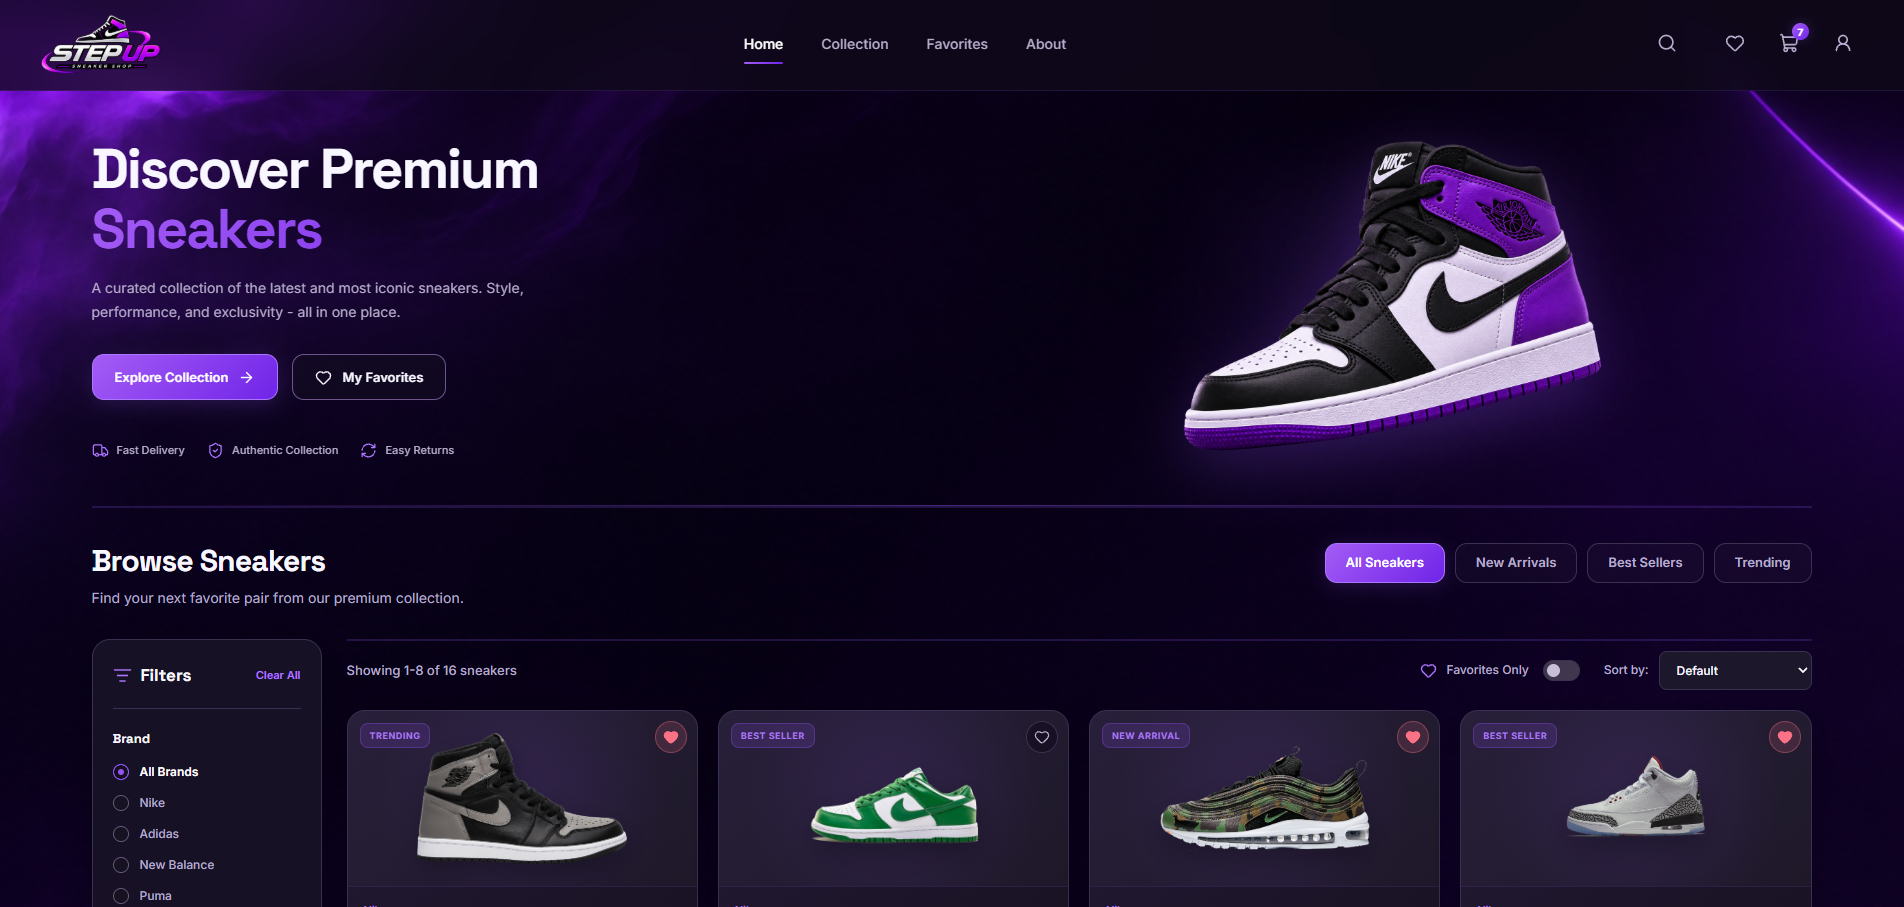 STEPUP
SNEAKER SHOP
Home
Collection
Favorites
About
7
Discover Premium
Sneakers
A curated collection of the latest and most iconic sneakers. Style,
performance, and exclusivity - all in one place.
Explore Collection
My Favorites
Fast Delivery
Authentic Collection
Easy Returns
NIKE
Browse Sneakers
Find your next favorite pair from our premium collection.
All Sneakers
New Arrivals
Best Sellers
Trending
Filters
Clear All
Brand
All Brands
Nike
Adidas
New Balance
Puma
Showing 1-8 of 16 sneakers
Favorites Only
Sort by:
Default
TRENDING
BEST SELLER
NEW ARRIVAL
BEST SELLER